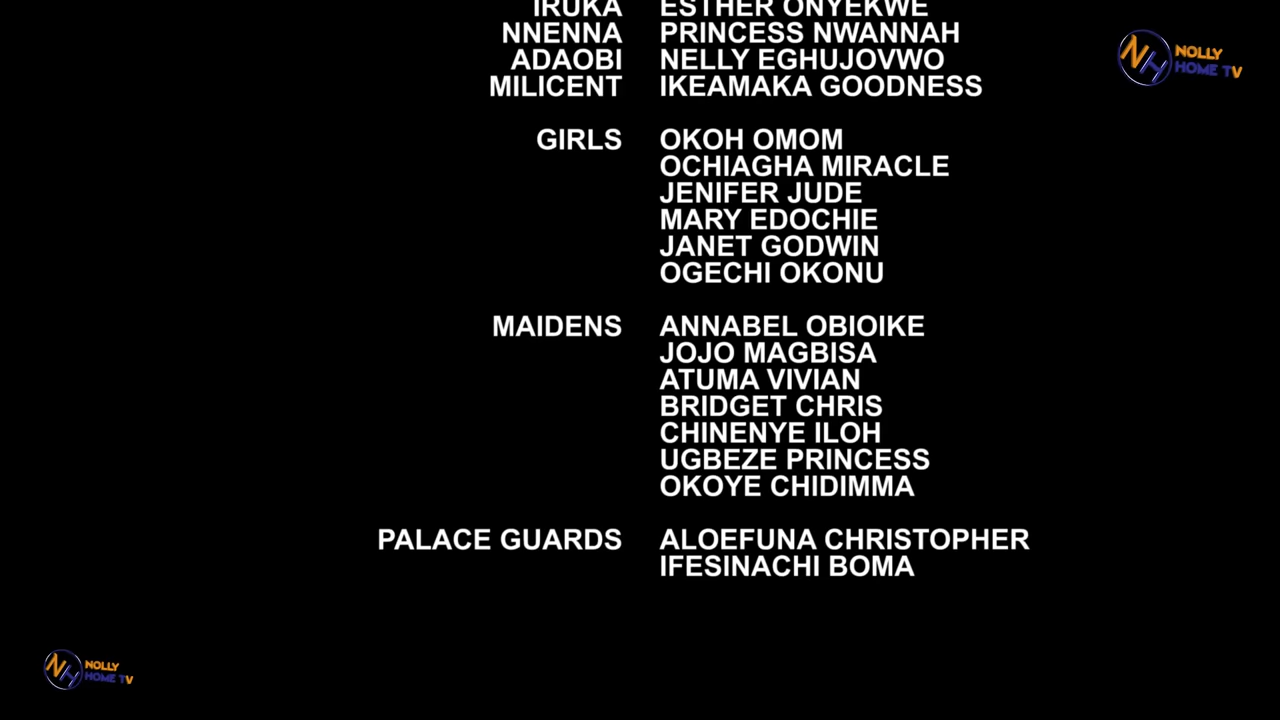 IRUKA ESTHER ONYEKWE
NNENNA PRINCESS NWANNAH
ADAOBI NELLY EGHUJOVWO
MILICENT IKEAMAKA GOODNESS
GIRLS OKOH OMOM
OCHIAGHA MIRACLE
JENIFER JUDE
MARY EDOCHIE
JANET GODWIN
OGECHI OKONU
MAIDENS ANNABEL OBIOIKE
JOJO MAGBISA
ATUMA VIVIAN
BRIDGET CHRIS
CHINENYE ILOH
UGBEZE PRINCESS
OKOYE CHIDIMMA
PALACE GUARDS ALOEFUNA CHRISTOPHER
IFESINACHI BOMA
NH NOLLY
HOME TV
NH NOLLY
HOME TV